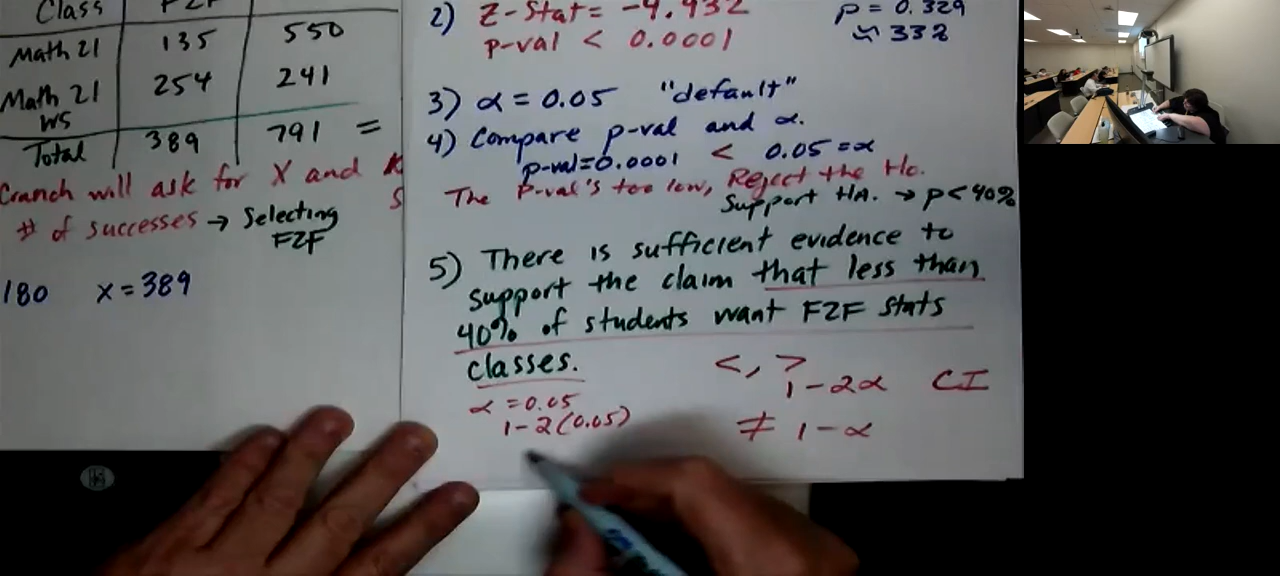 Class F2F
Math 21 135 550
Math 21 WS 254 241
Total 389 791 =
Crunch will ask for X and
# of successes → Selecting F2F
180 x = 389
2) Z-Stat = -4.932
p-val < 0.0001
p = 0.329
≈ 33%
3) α = 0.05 "default"
4) Compare p-val and α.
p-val=0.0001 < 0.05 = α
The P-val's too low, Reject the Ho.
Support HA. → p < 40%
5) There is sufficient evidence to
support the claim that less than
40% of students want F2F stats
classes.
<, >
1 - 2α CI
≠ 1 - α
α = 0.05
1 - 2(0.05)